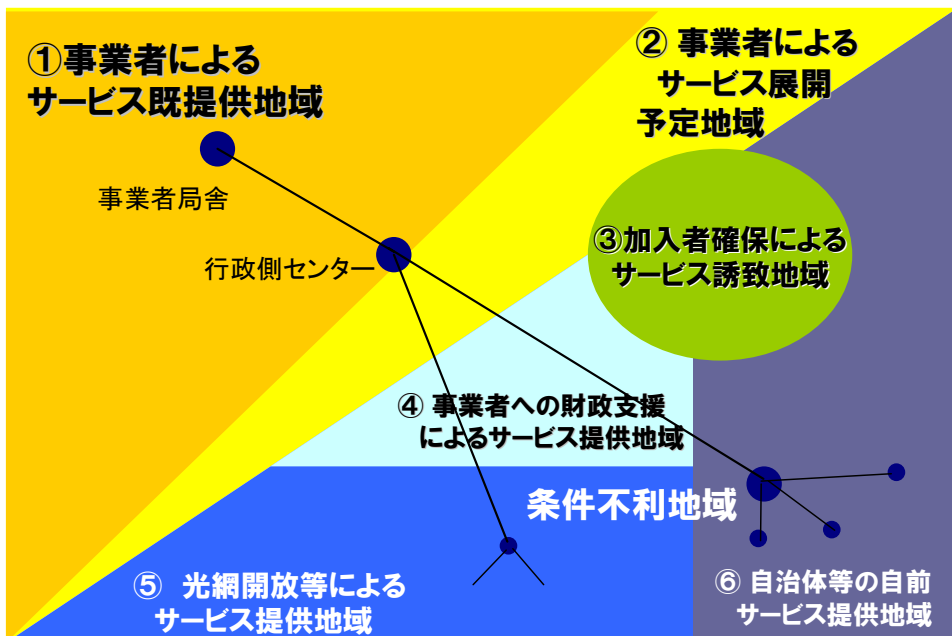 ①事業者による
サービス既提供地域
② 事業者による
サービス展開
予定地域
事業者局舎
行政側センター
③加入者確保による
サービス誘致地域
④ 事業者への財政支援
によるサービス提供地域
条件不利地域
⑤ 光網開放等による
サービス提供地域
⑥ 自治体等の自前
サービス提供地域